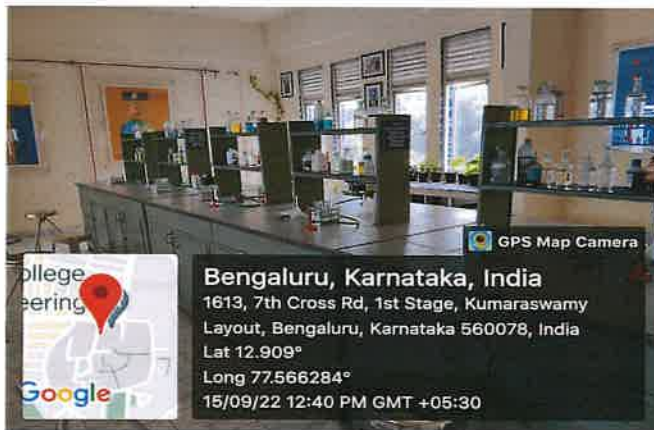 GPS Map Camera
ollege
eering
Google
Bengaluru, Karnataka, India
1613, 7th Cross Rd, 1st Stage, Kumaraswamy
Layout, Bengaluru, Karnataka 560078, India
Lat 12.909°
Long 77.566284°
15/09/22 12:40 PM GMT +05:30